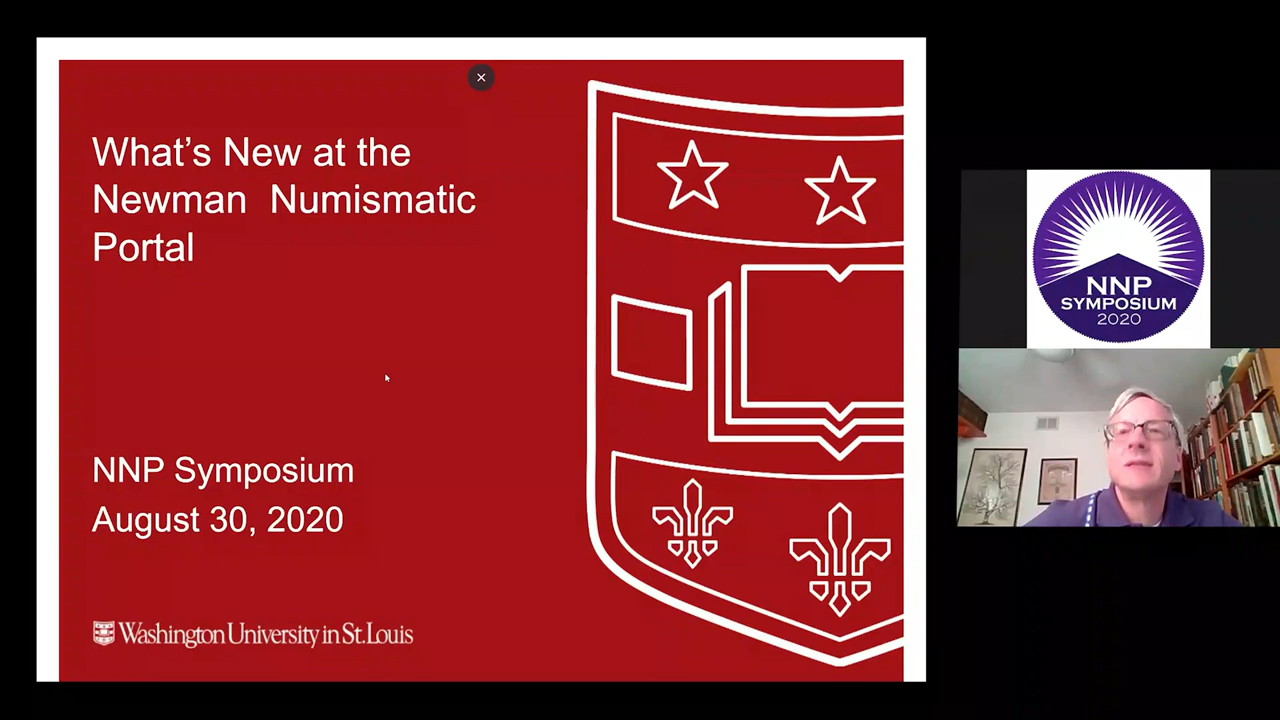 What's New at the
Newman  Numismatic
Portal
NNP Symposium
August 30, 2020
Washington University in St. Louis
NNP
SYMPOSIUM
2020